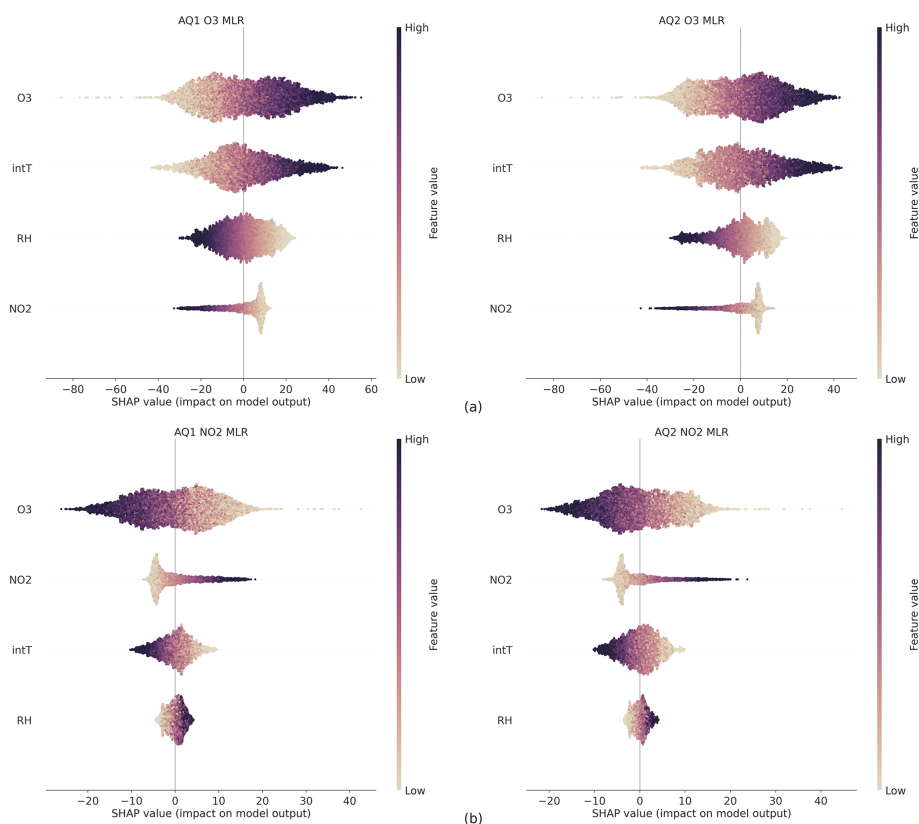 AQ1 O3 MLR
High
O3
intT
RH
NO2
Feature value
Low
−80 −60 −40 −20 0 20 40 60
SHAP value (impact on model output)
AQ2 O3 MLR
High
O3
intT
RH
NO2
Feature value
Low
−80 −60 −40 −20 0 20 40
SHAP value (impact on model output)
(a)
AQ1 NO2 MLR
High
O3
NO2
intT
RH
Feature value
Low
−20 −10 0 10 20 30 40
SHAP value (impact on model output)
AQ2 NO2 MLR
High
O3
NO2
intT
RH
Feature value
Low
−20 −10 0 10 20 30 40
SHAP value (impact on model output)
(b)